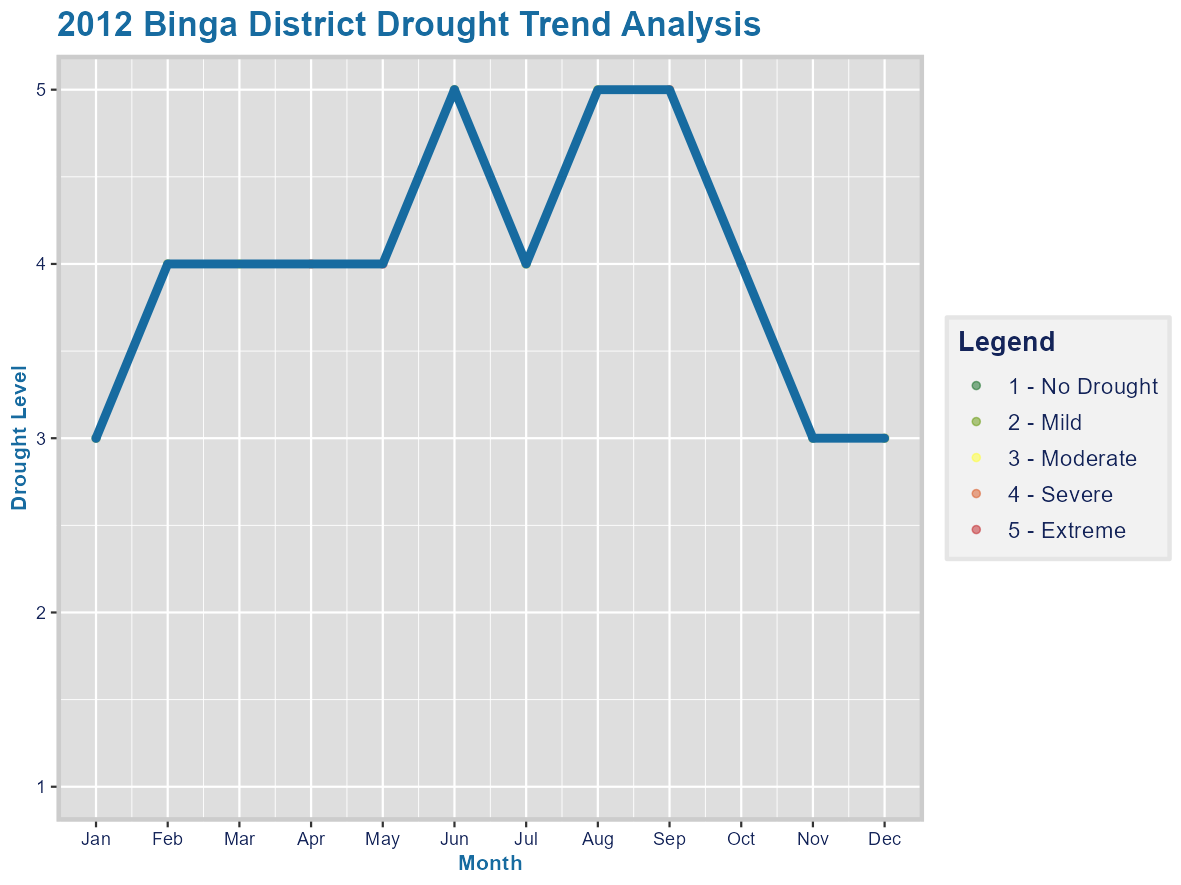 2012 Binga District Drought Trend Analysis
5
4
3
2
1
Drought Level
Jan Feb Mar Apr May Jun Jul Aug Sep Oct Nov Dec
Month
Legend
1 - No Drought
2 - Mild
3 - Moderate
4 - Severe
5 - Extreme